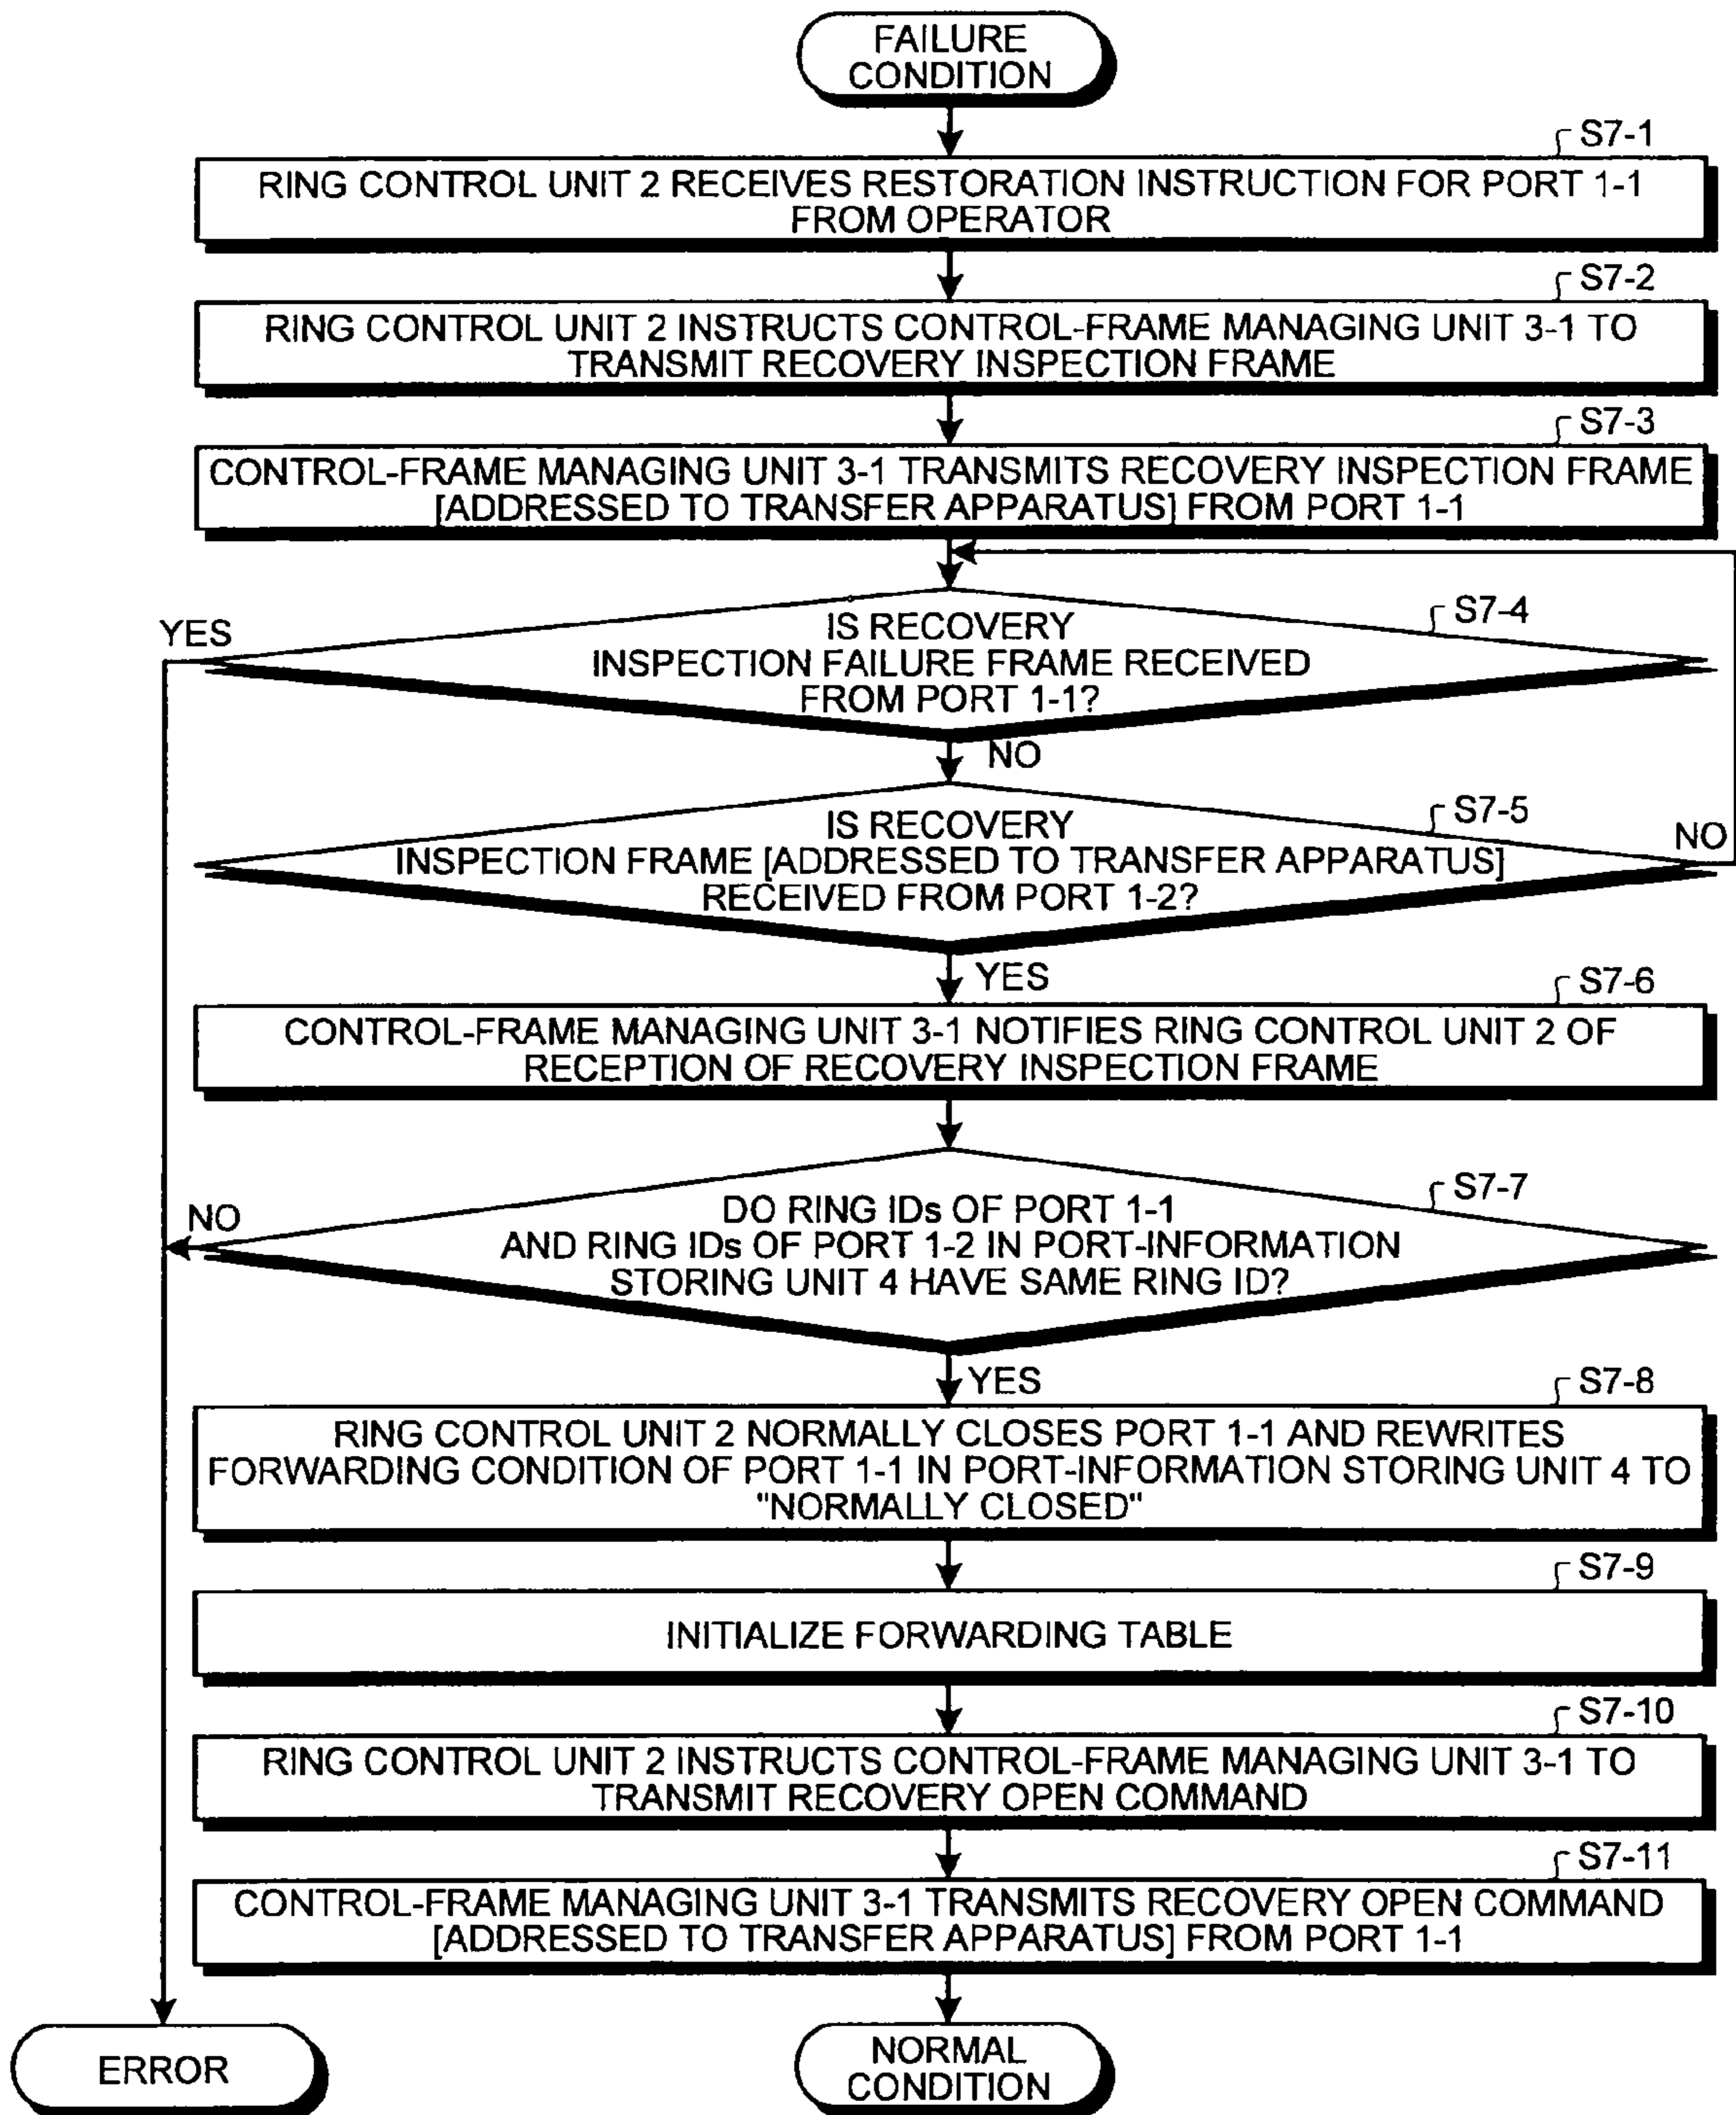 FAILURE
CONDITION
S7-1
RING CONTROL UNIT 2 RECEIVES RESTORATION INSTRUCTION FOR PORT 1-1
FROM OPERATOR
S7-2
RING CONTROL UNIT 2 INSTRUCTS CONTROL-FRAME MANAGING UNIT 3-1 TO
TRANSMIT RECOVERY INSPECTION FRAME
S7-3
CONTROL-FRAME MANAGING UNIT 3-1 TRANSMITS RECOVERY INSPECTION FRAME
[ADDRESSED TO TRANSFER APPARATUS] FROM PORT 1-1
S7-4
YES
IS RECOVERY
INSPECTION FAILURE FRAME RECEIVED
FROM PORT 1-1?
NO
S7-5
IS RECOVERY
INSPECTION FRAME [ADDRESSED TO TRANSFER APPARATUS]
RECEIVED FROM PORT 1-2?
NO
YES
S7-6
CONTROL-FRAME MANAGING UNIT 3-1 NOTIFIES RING CONTROL UNIT 2 OF
RECEPTION OF RECOVERY INSPECTION FRAME
S7-7
NO
DO RING IDs OF PORT 1-1
AND RING IDs OF PORT 1-2 IN PORT-INFORMATION
STORING UNIT 4 HAVE SAME RING ID?
YES
S7-8
RING CONTROL UNIT 2 NORMALLY CLOSES PORT 1-1 AND REWRITES
FORWARDING CONDITION OF PORT 1-1 IN PORT-INFORMATION STORING UNIT 4 TO
"NORMALLY CLOSED"
S7-9
INITIALIZE FORWARDING TABLE
S7-10
RING CONTROL UNIT 2 INSTRUCTS CONTROL-FRAME MANAGING UNIT 3-1 TO
TRANSMIT RECOVERY OPEN COMMAND
S7-11
CONTROL-FRAME MANAGING UNIT 3-1 TRANSMITS RECOVERY OPEN COMMAND
[ADDRESSED TO TRANSFER APPARATUS] FROM PORT 1-1
ERROR
NORMAL
CONDITION